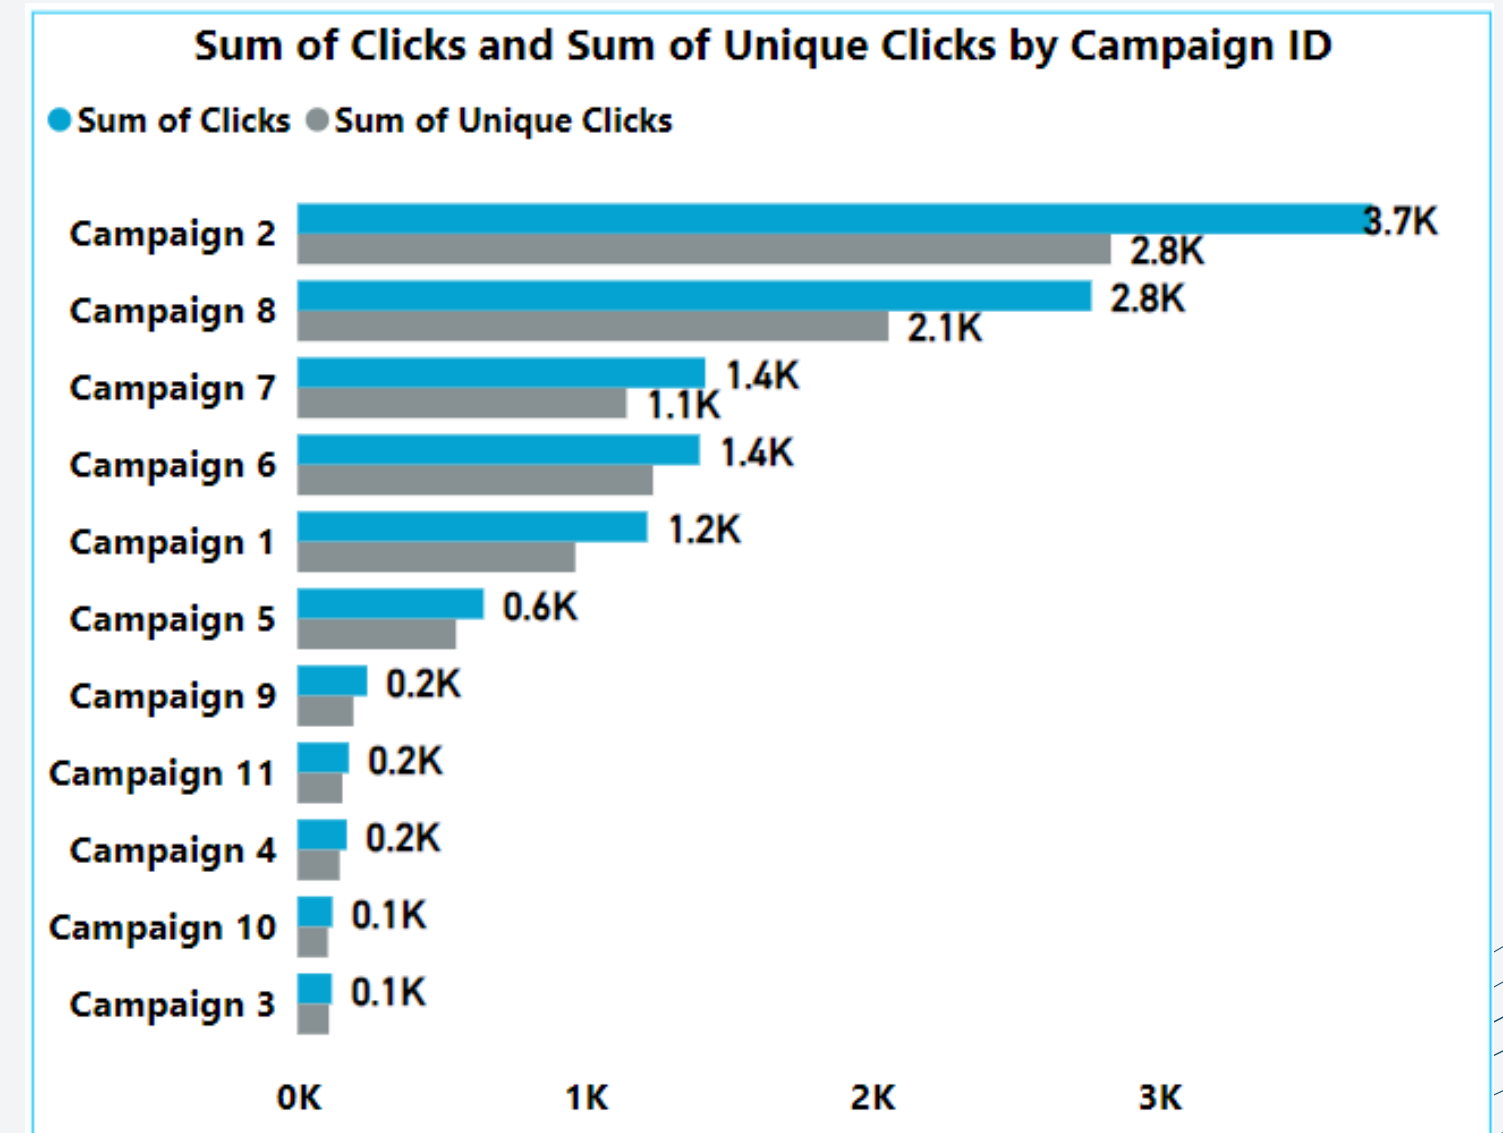 Sum of Clicks and Sum of Unique Clicks by Campaign ID
Sum of Clicks Sum of Unique Clicks
Campaign 2 3.7K
2.8K
Campaign 8 2.8K
2.1K
Campaign 7 1.4K
1.1K
Campaign 6 1.4K
Campaign 1 1.2K
Campaign 5 0.6K
Campaign 9 0.2K
Campaign 11 0.2K
Campaign 4 0.2K
Campaign 10 0.1K
Campaign 3 0.1K
0K 1K 2K 3K